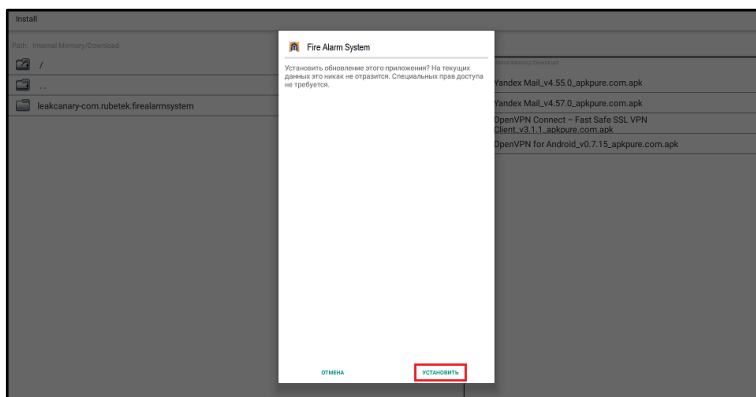 Install
Path: Internal Memory/Download
/
..
leakcanary-com.rubetek.firealarmsystem
Fire Alarm System
Установить обновление этого приложения? На текущих
данных это никак не отразится. Специальных прав доступа
не требуется.
ОТМЕНА
УСТАНОВИТЬ
Internal Memory/Download
Yandex Mail_v4.55.0_apkpure.com.apk
Yandex Mail_v4.57.0_apkpure.com.apk
OpenVPN Connect – Fast Safe SSL VPN
Client_v3.1.1_apkpure.com.apk
OpenVPN for Android_v0.7.15_apkpure.com.apk